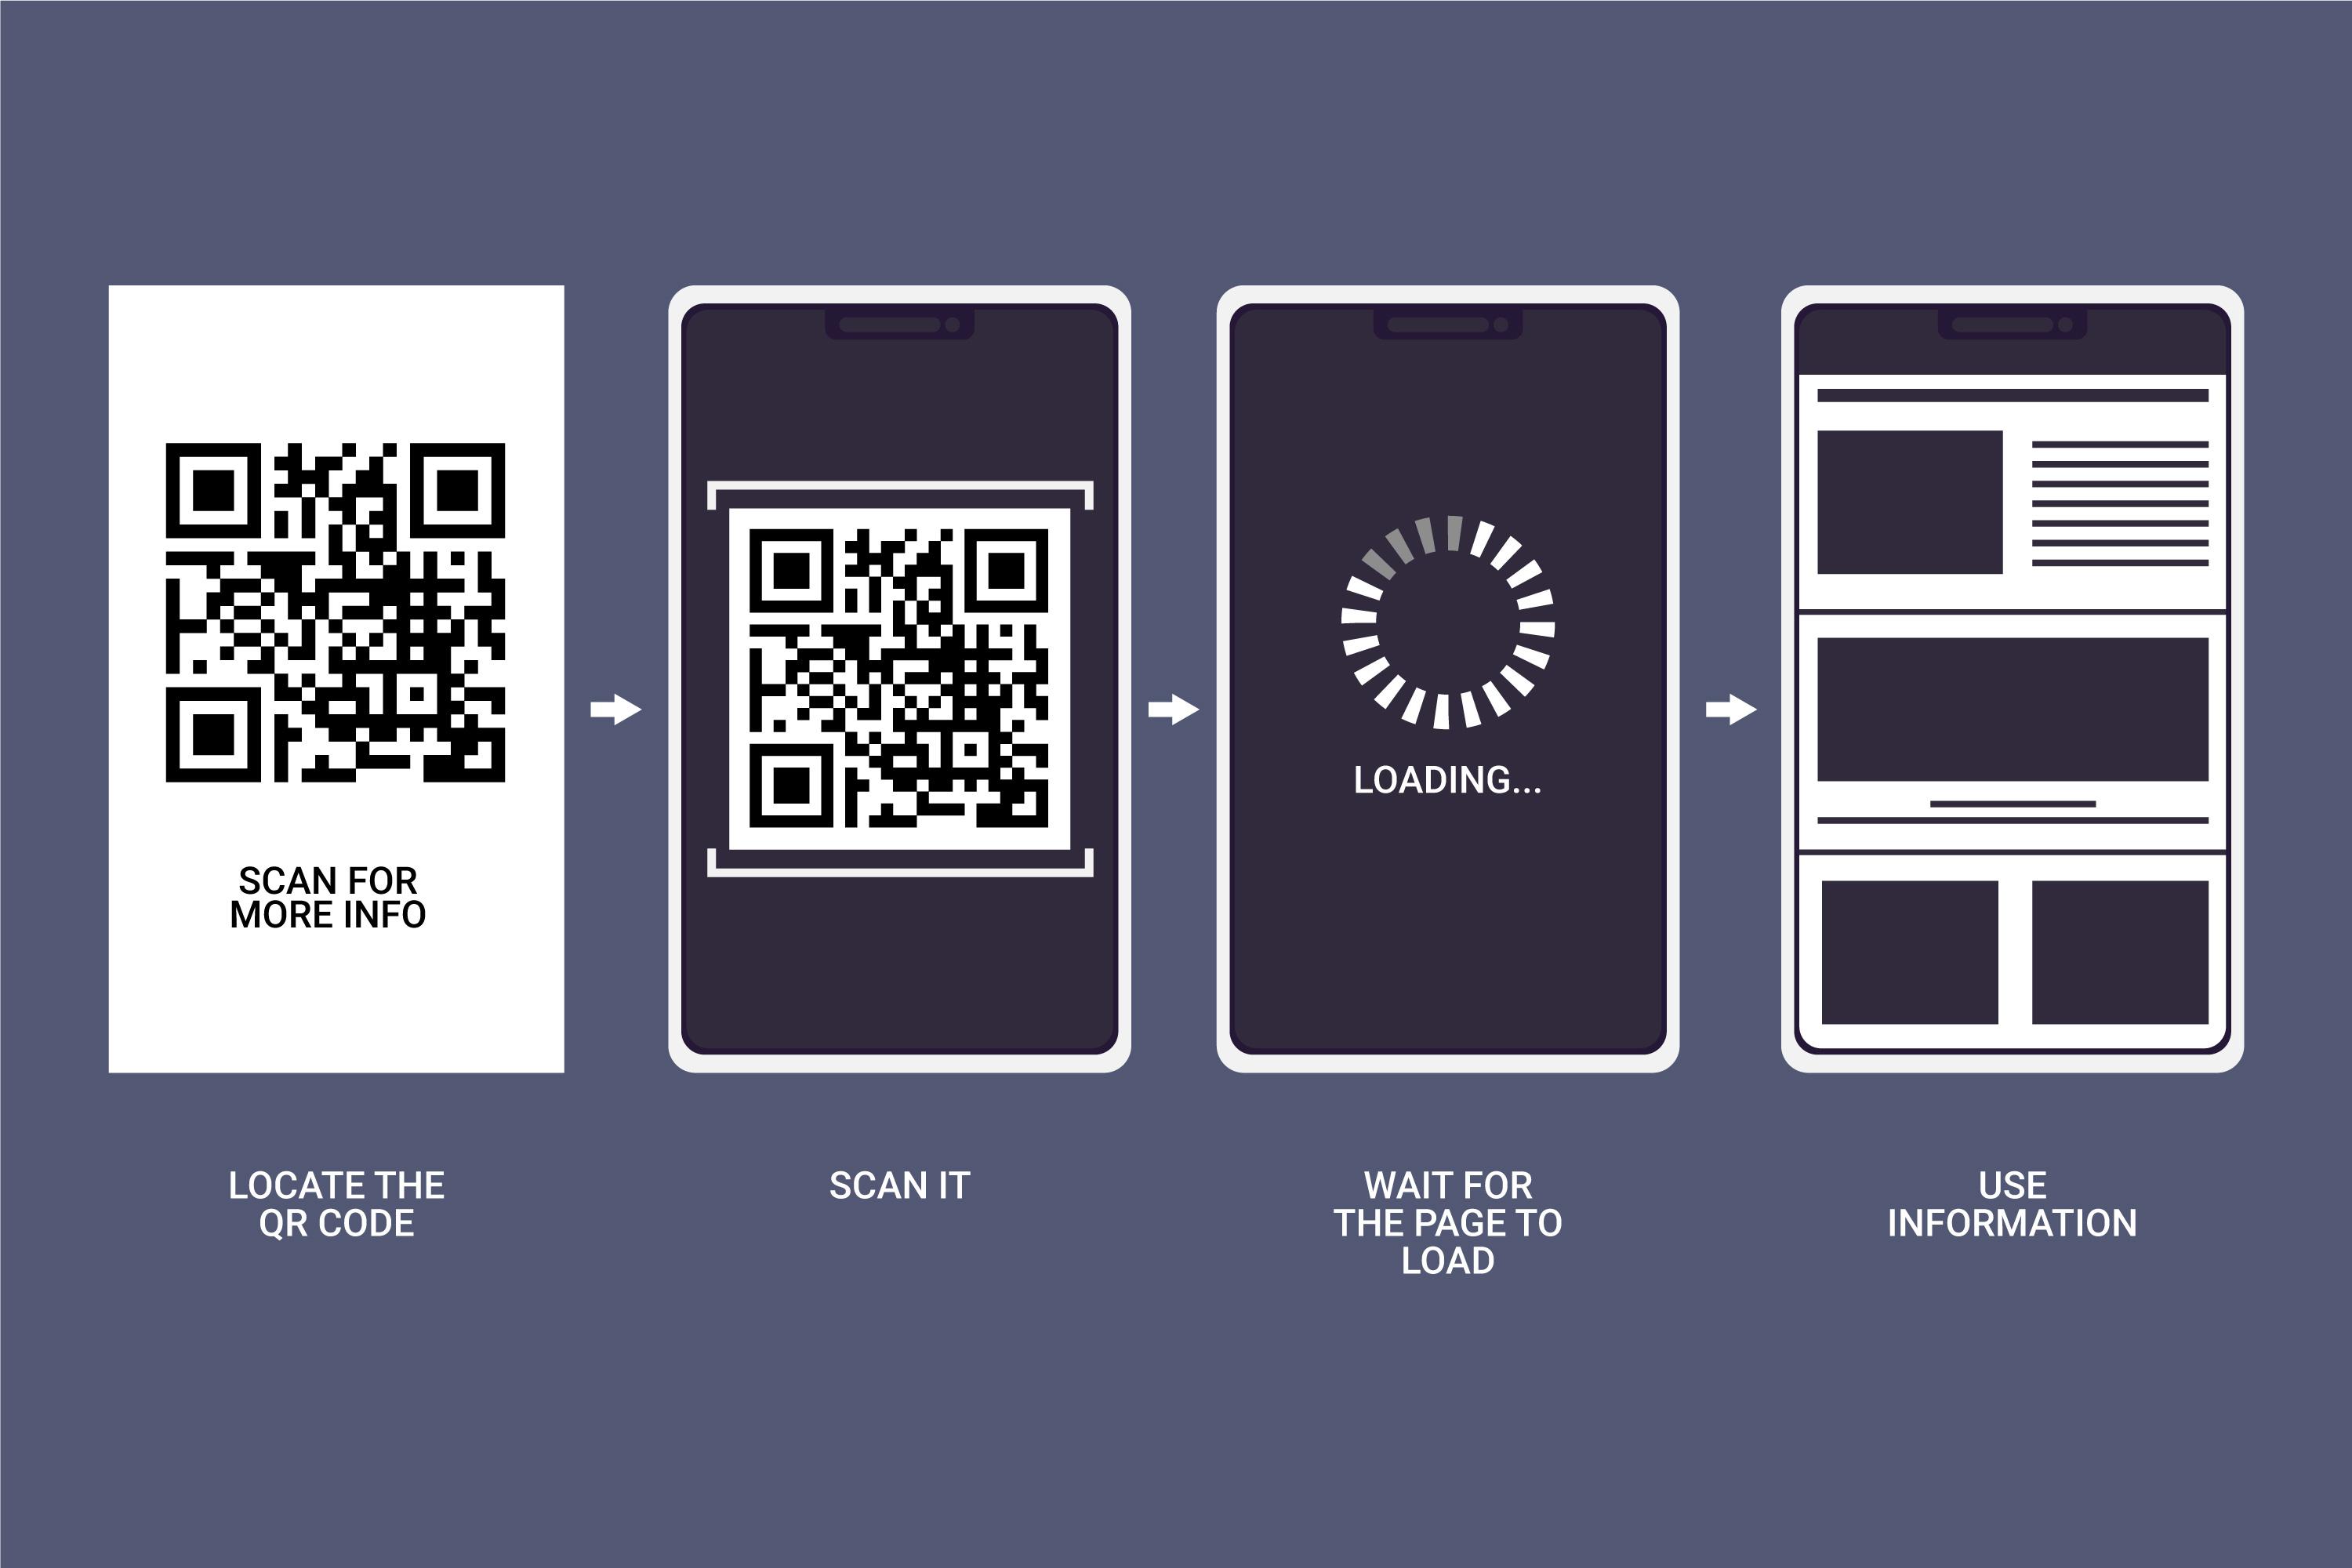 SCAN FOR
MORE INFO
LOADING...
LOCATE THE
QR CODE
SCAN IT
WAIT FOR
THE PAGE TO
LOAD
USE
INFORMATION